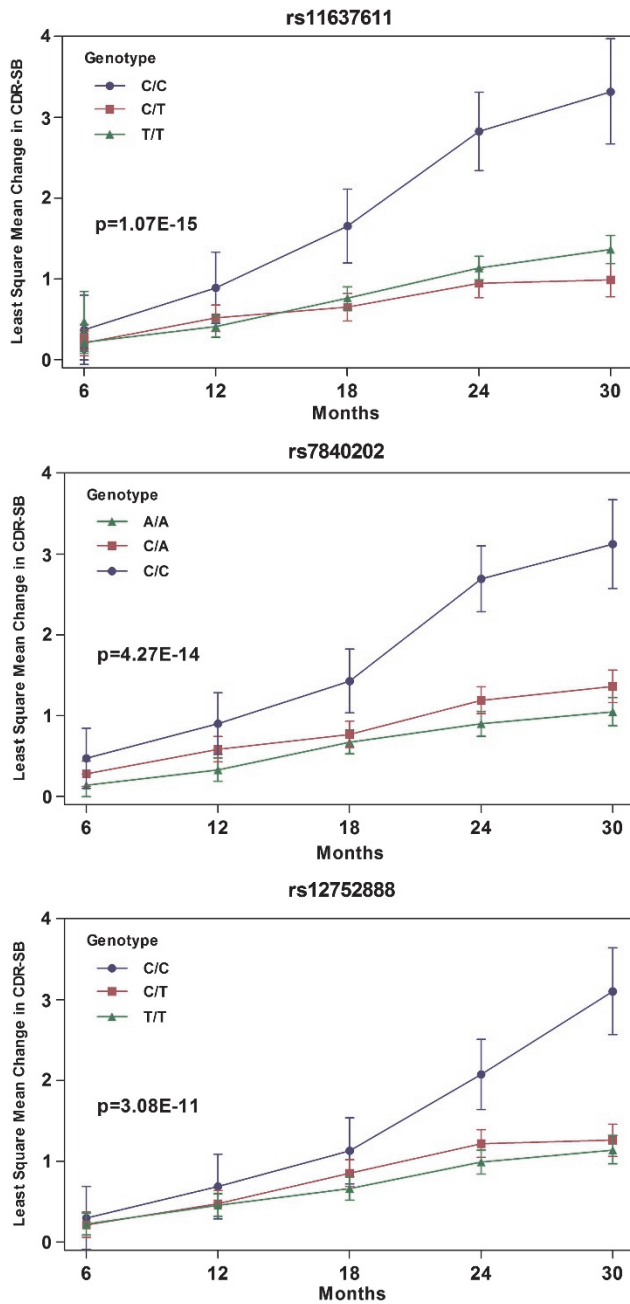 rs11637611
Least Square Mean Change in CDR-SB
4
3
2
1
0
Genotype
C/C
C/T
T/T
p=1.07E-15
6 12 18 24 30
Months
rs7840202
Least Square Mean Change in CDR-SB
4
3
2
1
0
Genotype
A/A
C/A
C/C
p=4.27E-14
6 12 18 24 30
Months
rs12752888
Least Square Mean Change in CDR-SB
4
3
2
1
0
Genotype
C/C
C/T
T/T
p=3.08E-11
6 12 18 24 30
Months